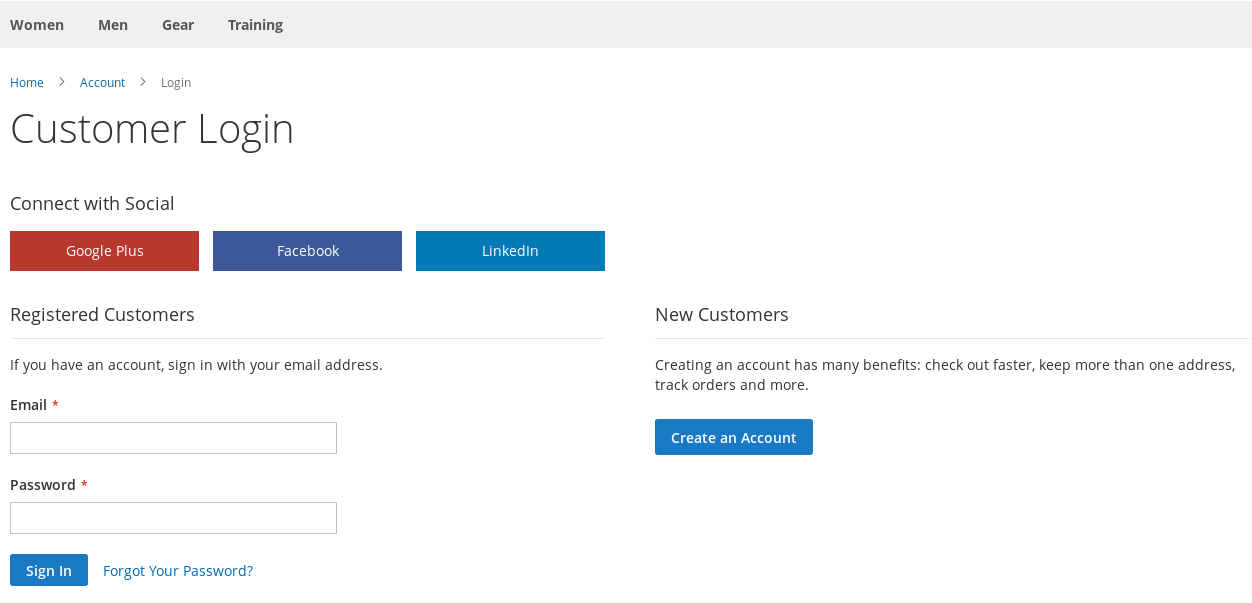 Women Men Gear Training
Home > Account > Login
Customer Login
Connect with Social
Google Plus Facebook LinkedIn
Registered Customers
If you have an account, sign in with your email address.
Email *
Password *
Sign In Forgot Your Password?
New Customers
Creating an account has many benefits: check out faster, keep more than one address,
track orders and more.
Create an Account